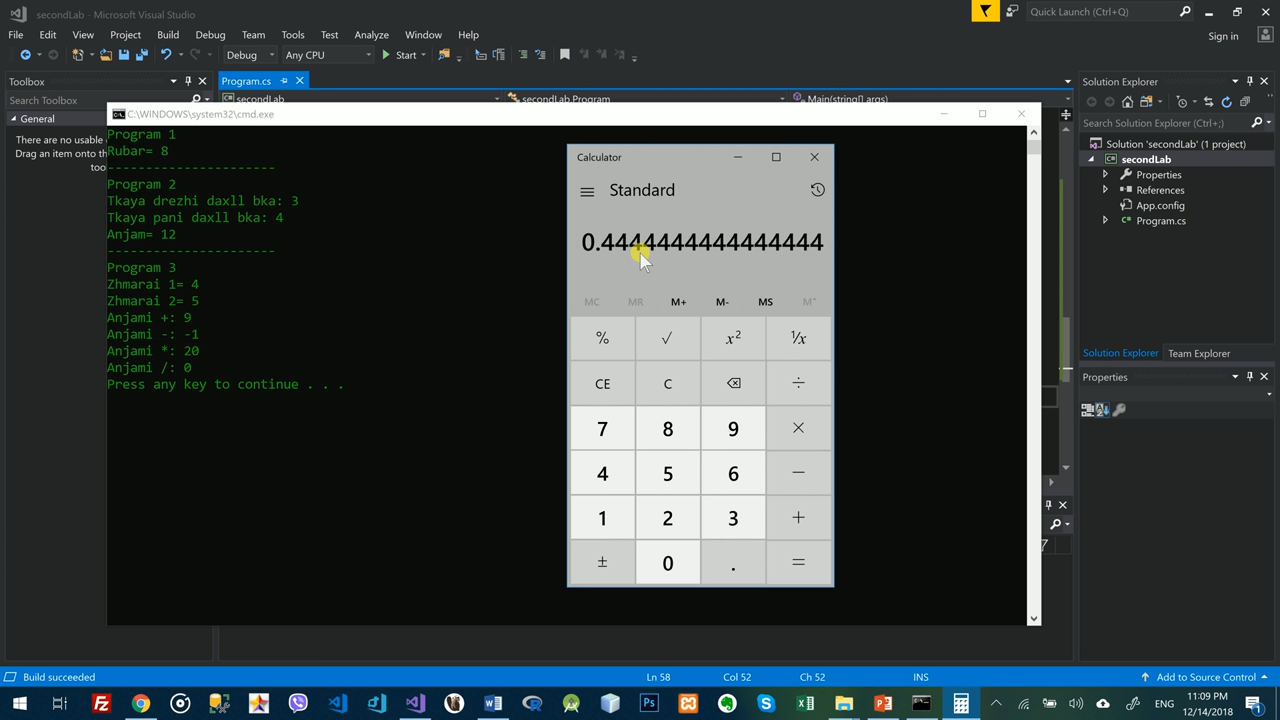 secondLab - Microsoft Visual Studio
Quick Launch (Ctrl+Q)
File Edit View Project Build Debug Team Tools Test Analyze Window Help
Sign in
Debug Any CPU Start
Toolbox
Program.cs
Solution Explorer
Search Toolbox
secondLab secondLab.Program Main(string[] args)
General
There are no usable
Drag an item onto the
too
C:\WINDOWS\system32\cmd.exe
Program 1
Rubar= 8
---------------------
Program 2
Tkaya drezhi daxll bka: 3
Tkaya pani daxll bka: 4
Anjam= 12
---------------------
Program 3
Zhmarai 1= 4
Zhmarai 2= 5
Anjami +: 9
Anjami -: -1
Anjami *: 20
Anjami /: 0
Press any key to continue . . .
Calculator
Standard
0.4444444444444444
MC MR M+ M- MS M˅
% √ x² ¹/x
CE C ⌫ ÷
7 8 9 ×
4 5 6 −
1 2 3 +
± 0 . =
Search Solution Explorer (Ctrl+;)
Solution 'secondLab' (1 project)
secondLab
Properties
References
App.config
Program.cs
Solution Explorer Team Explorer
Properties
Build succeeded
Ln 58 Col 52 Ch 52 INS
Add to Source Control
ENG
11:09 PM
12/14/2018